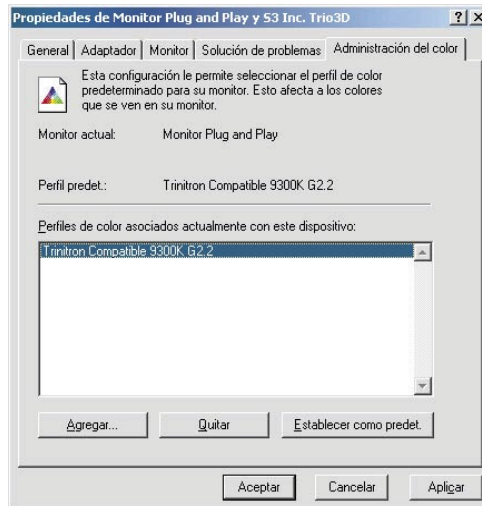 Propiedades de Monitor Plug and Play y S3 Inc. Trio3D
General Adaptador Monitor Solución de problemas Administración del color
Esta configuración le permite seleccionar el perfil de color
predeterminado para su monitor. Esto afecta a los colores
que se ven en su monitor.
Monitor actual: Monitor Plug and Play
Perfil predet.: Trinitron Compatible 9300K G2.2
Perfiles de color asociados actualmente con este dispositivo:
Trinitron Compatible 9300K G2.2
Agregar... Quitar Establecer como predet.
Aceptar Cancelar Aplicar